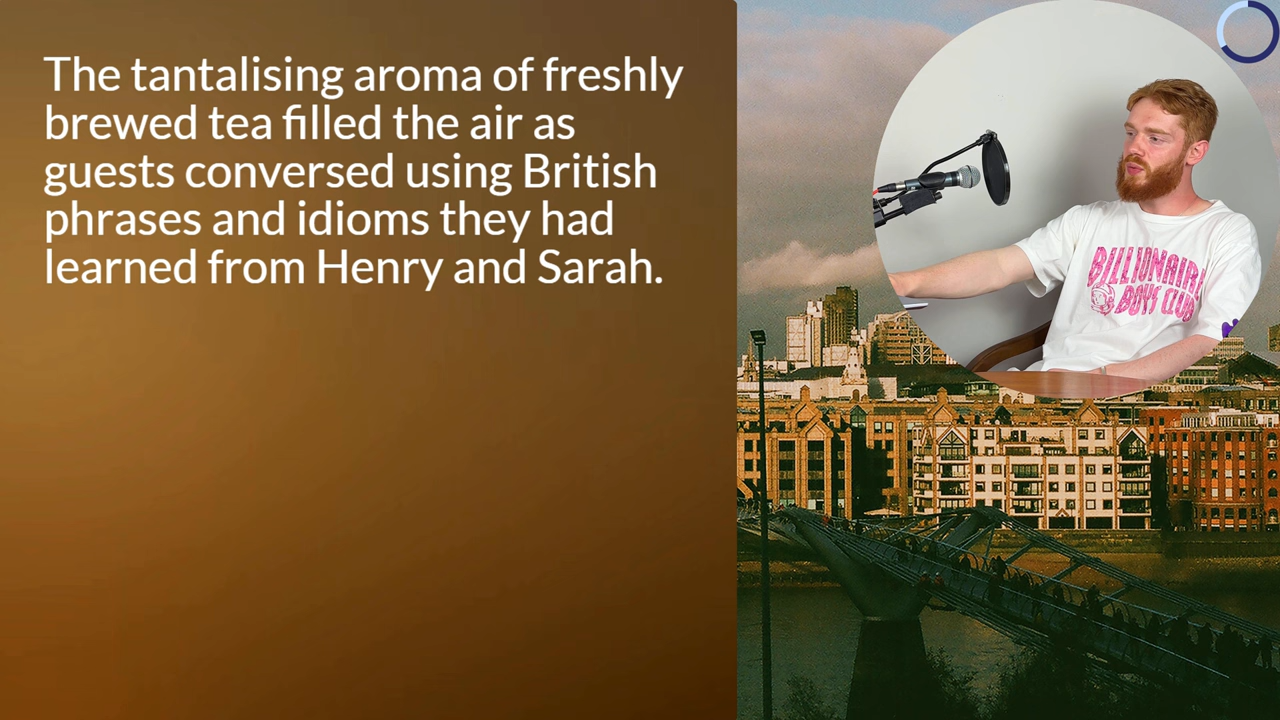 The tantalising aroma of freshly
brewed tea filled the air as
guests conversed using British
phrases and idioms they had
learned from Henry and Sarah.
BILLIONAIRE
BOYS CLUB